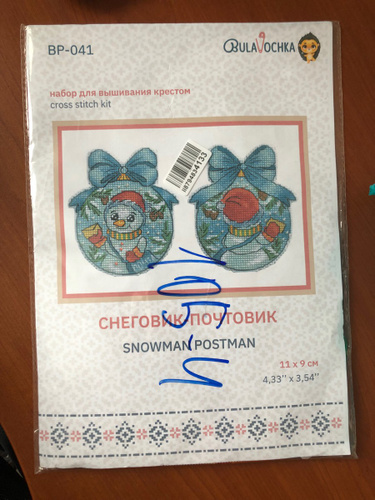 BP-041
BULAVOCHKA
набор для вышивания крестом
cross stitch kit
СНЕГОВИК-ПОЧТОВИК
SNOWMAN POSTMAN
11 x 9 см
4,33'' x 3,54''